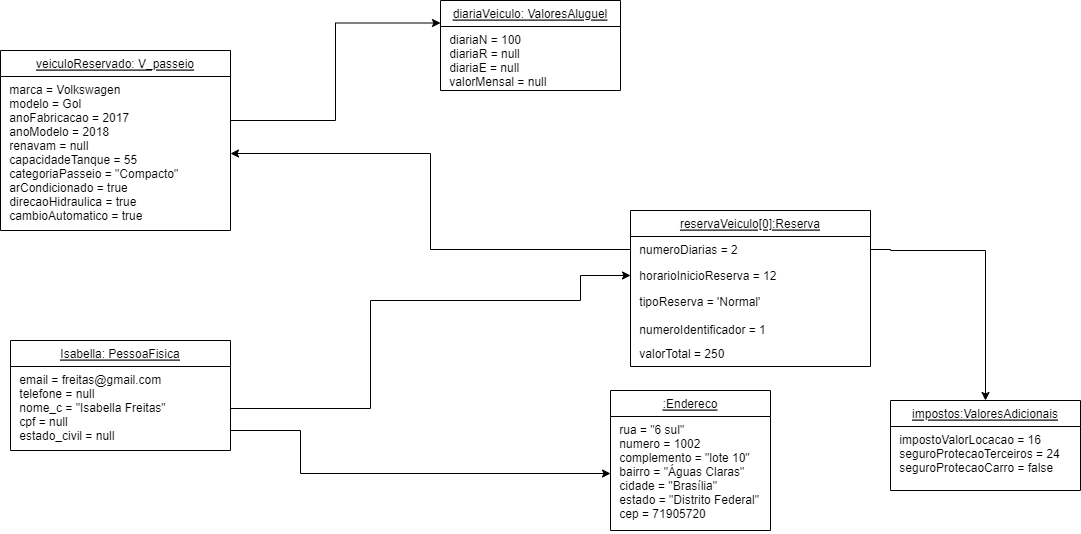 diariaVeiculo: ValoresAluguel
diariaN = 100
diariaR = null
diariaE = null
valorMensal = null
veiculoReservado: V_passeio
marca = Volkswagen
modelo = Gol
anoFabricacao = 2017
anoModelo = 2018
renavam = null
capacidadeTanque = 55
categoriaPasseio = "Compacto"
arCondicionado = true
direcaoHidraulica = true
cambioAutomatico = true
reservaVeiculo[0]:Reserva
numeroDiarias = 2
horarioInicioReserva = 12
tipoReserva = 'Normal'
numeroIdentificador = 1
valorTotal = 250
Isabella: PessoaFisica
email = freitas@gmail.com
telefone = null
nome_c = "Isabella Freitas"
cpf = null
estado_civil = null
:Endereco
rua = "6 sul"
numero = 1002
complemento = "lote 10"
bairro = "Águas Claras"
cidade = "Brasília"
estado = "Distrito Federal"
cep = 71905720
impostos:ValoresAdicionais
impostoValorLocacao = 16
seguroProtecaoTerceiros = 24
seguroProtecaoCarro = false